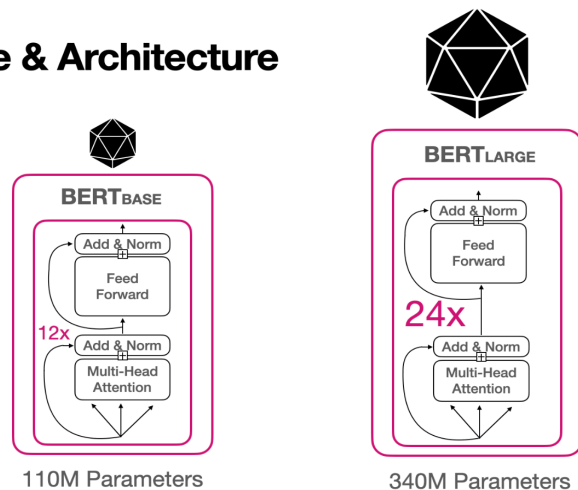 e & Architecture
BERTBASE
Add & Norm
Feed
Forward
12x
Add & Norm
Multi-Head
Attention
110M Parameters
BERTLARGE
Add & Norm
Feed
Forward
24x
Add & Norm
Multi-Head
Attention
340M Parameters